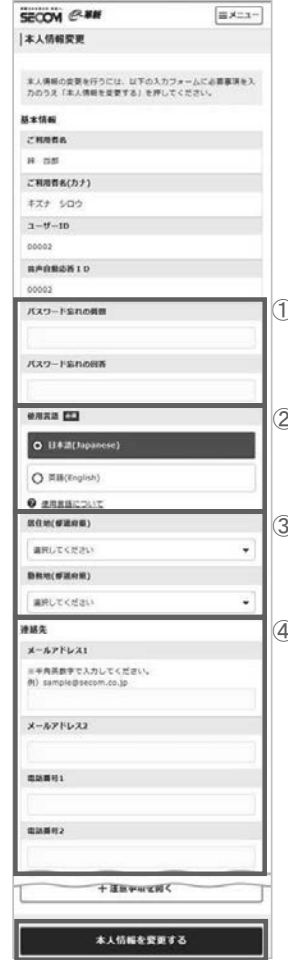 SECOM e-革新
≡メニュー
本人情報変更
本人情報の変更を行うには、以下の入力フォームに必要事項を入
力のうえ「本人情報を変更する」を押してください。
基本情報
ご利用者名
絆 四郎
ご利用者名(カナ)
キズナ シロウ
ユーザーID
00002
音声自動応答ID
00002
①
パスワード忘れの質問
パスワード忘れの回答
②
使用言語 必須
日本語(Japanese)
英語(English)
? 使用言語について
③
居住地(都道府県)
選択してください
勤務地(都道府県)
選択してください
④
連絡先
メールアドレス1
※半角英数字で入力してください。
例) sample@secom.co.jp
メールアドレス2
電話番号1
電話番号2
本人情報を変更する